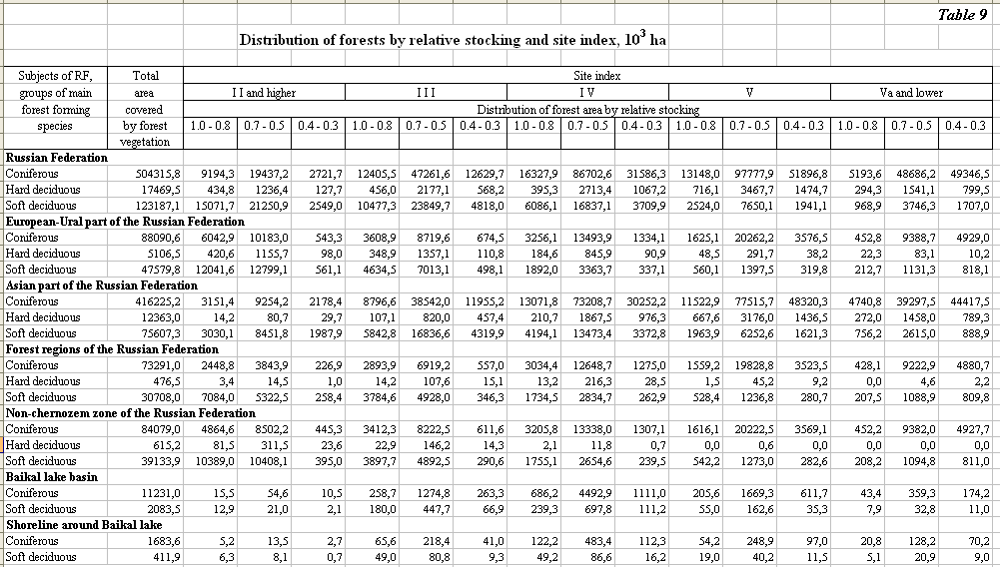 Table 9
Distribution of forests by relative stocking and site index, 10³ ha
Subjects of RF, Total Site index
groups of main area I I and higher I I I I V V Va and lower
forest forming covered Distribution of forest area by relative stocking
species by forest 1.0 - 0.8 0.7 - 0.5 0.4 - 0.3 1.0 - 0.8 0.7 - 0.5 0.4 - 0.3 1.0 - 0.8 0.7 - 0.5 0.4 - 0.3 1.0 - 0.8 0.7 - 0.5 0.4 - 0.3 1.0 - 0.8 0.7 - 0.5 0.4 - 0.3
vegetation
Russian Federation
Coniferous 504315,8 9194,3 19437,2 2721,7 12405,5 47261,6 12629,7 16327,9 86702,6 31586,3 13148,0 97777,9 51896,8 5193,6 48686,2 49346,5
Hard deciduous 17469,5 434,8 1236,4 127,7 456,0 2177,1 568,2 395,3 2713,4 1067,2 716,1 3467,7 1474,7 294,3 1541,1 799,5
Soft deciduous 123187,1 15071,7 21250,9 2549,0 10477,3 23849,7 4818,0 6086,1 16837,1 3709,9 2524,0 7650,1 1941,1 968,9 3746,3 1707,0
European-Ural part of the Russian Federation
Coniferous 88090,6 6042,9 10183,0 543,3 3608,9 8719,6 674,5 3256,1 13493,9 1334,1 1625,1 20262,2 3576,5 452,8 9388,7 4929,0
Hard deciduous 5106,5 420,6 1155,7 98,0 348,9 1357,1 110,8 184,6 845,9 90,9 48,5 291,7 38,2 22,3 83,1 10,2
Soft deciduous 47579,8 12041,6 12799,1 561,1 4634,5 7013,1 498,1 1892,0 3363,7 337,1 560,1 1397,5 319,8 212,7 1131,3 818,1
Asian part of the Russian Federation
Coniferous 416225,2 3151,4 9254,2 2178,4 8796,6 38542,0 11955,2 13071,8 73208,7 30252,2 11522,9 77515,7 48320,3 4740,8 39297,5 44417,5
Hard deciduous 12363,0 14,2 80,7 29,7 107,1 820,0 457,4 210,7 1867,5 976,3 667,6 3176,0 1436,5 272,0 1458,0 789,3
Soft deciduous 75607,3 3030,1 8451,8 1987,9 5842,8 16836,6 4319,9 4194,1 13473,4 3372,8 1963,9 6252,6 1621,3 756,2 2615,0 888,9
Forest regions of the Russian Federation
Coniferous 73291,0 2448,8 3843,9 226,9 2893,9 6919,2 557,0 3034,4 12648,7 1275,0 1559,2 19828,8 3523,5 428,1 9222,9 4880,7
Hard deciduous 476,5 3,4 14,5 1,0 14,2 107,6 15,1 13,2 216,3 28,5 1,5 45,2 9,2 0,0 4,6 2,2
Soft deciduous 30708,0 7084,0 5322,5 258,4 3784,6 4928,0 346,3 1734,5 2834,7 262,9 528,4 1236,8 280,7 207,5 1088,9 809,8
Non-chernozem zone of the Russian Federation
Coniferous 84079,0 4864,6 8502,2 445,3 3412,3 8222,5 611,6 3205,8 13338,0 1307,1 1616,1 20222,5 3569,1 452,2 9382,0 4927,7
Hard deciduous 615,2 81,5 311,5 23,6 22,9 146,2 14,3 2,1 11,8 0,7 0,0 0,6 0,0 0,0 0,0 0,0
Soft deciduous 39133,9 10389,0 10408,1 395,0 3897,7 4892,5 290,6 1755,1 2654,6 239,5 542,2 1273,0 282,6 208,2 1094,8 811,0
Baikal lake basin
Coniferous 11231,0 15,5 54,6 10,5 258,7 1274,8 263,3 686,2 4492,9 1111,0 205,6 1669,3 611,7 43,4 359,3 174,2
Soft deciduous 2083,5 12,9 21,0 2,1 180,0 447,7 66,9 239,3 697,8 111,2 55,0 162,6 35,3 7,9 32,8 11,0
Shoreline around Baikal lake
Coniferous 1683,6 5,2 13,5 2,7 65,6 218,4 41,0 122,2 483,4 112,3 54,2 248,9 97,0 20,8 128,2 70,2
Soft deciduous 411,9 6,3 8,1 0,7 49,0 80,8 9,3 49,2 86,6 16,2 19,0 40,2 11,5 5,1 20,9 9,0